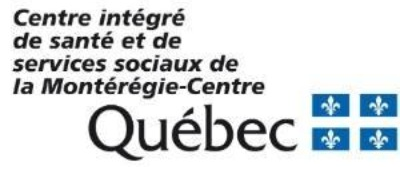 Centre intégré
de santé et de
services sociaux de
la Montérégie-Centre
Québec